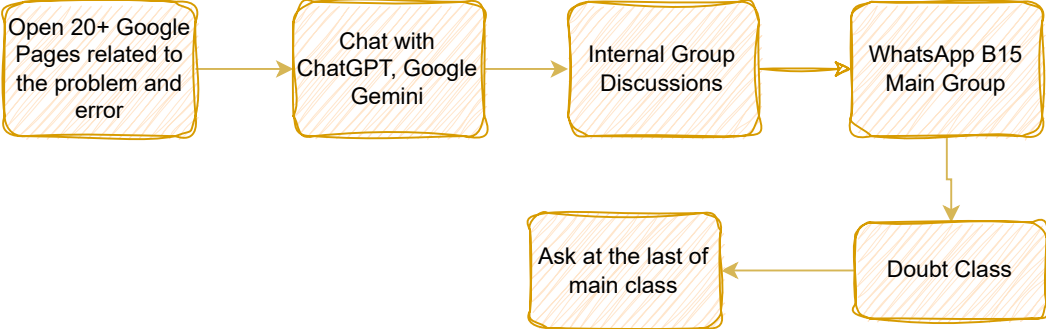 Open 20+ Google
Pages related to
the problem and
error
Chat with
ChatGPT, Google
Gemini
Internal Group
Discussions
WhatsApp B15
Main Group
Doubt Class
Ask at the last of
main class